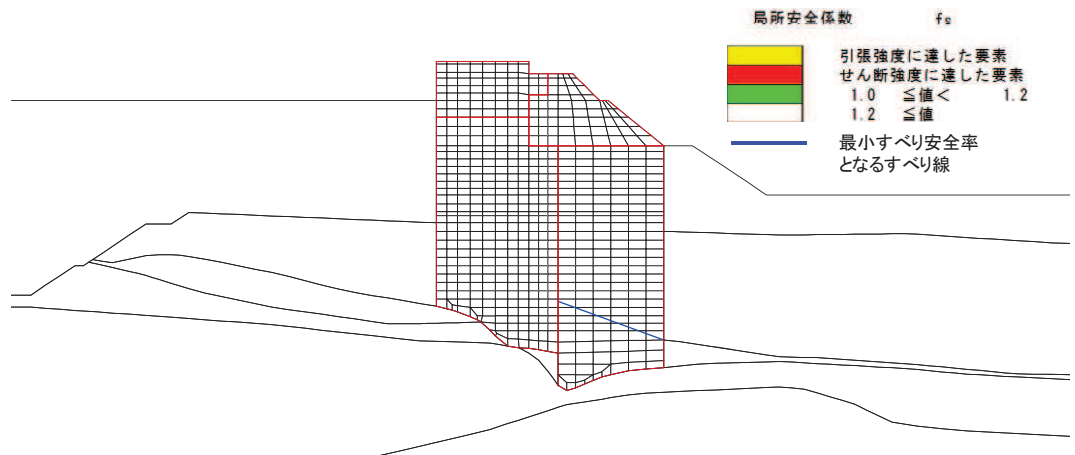 局所安全係数 fs
引張強度に達した要素
せん断強度に達した要素
1.0 ≦値< 1.2
1.2 ≦値
最小すべり安全率
となるすべり線